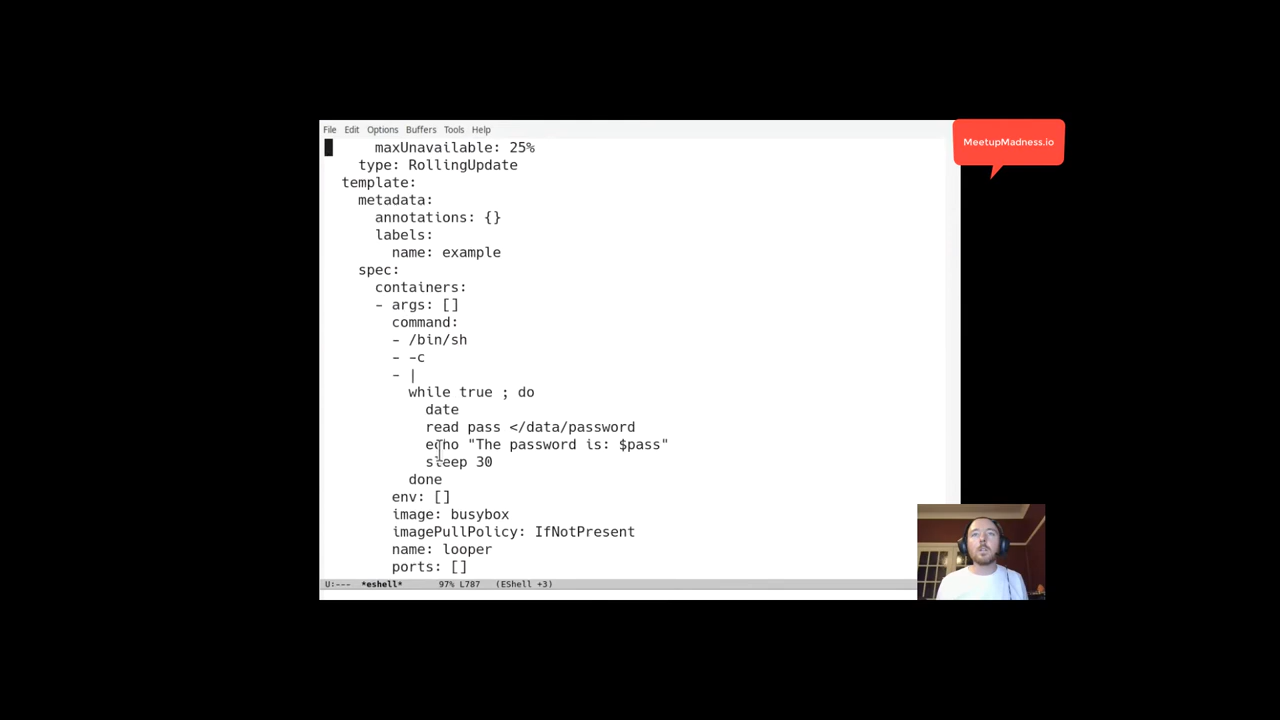 File Edit Options Buffers Tools Help
MeetupMadness.io
maxUnavailable: 25%
type: RollingUpdate
template:
metadata:
annotations: {}
labels:
name: example
spec:
containers:
- args: []
command:
- /bin/sh
- -c
- |
while true ; do
date
read pass </data/password
echo "The password is: $pass"
sleep 30
done
env: []
image: busybox
imagePullPolicy: IfNotPresent
name: looper
ports: []
U:--- *eshell* 97% L787 (EShell +3)